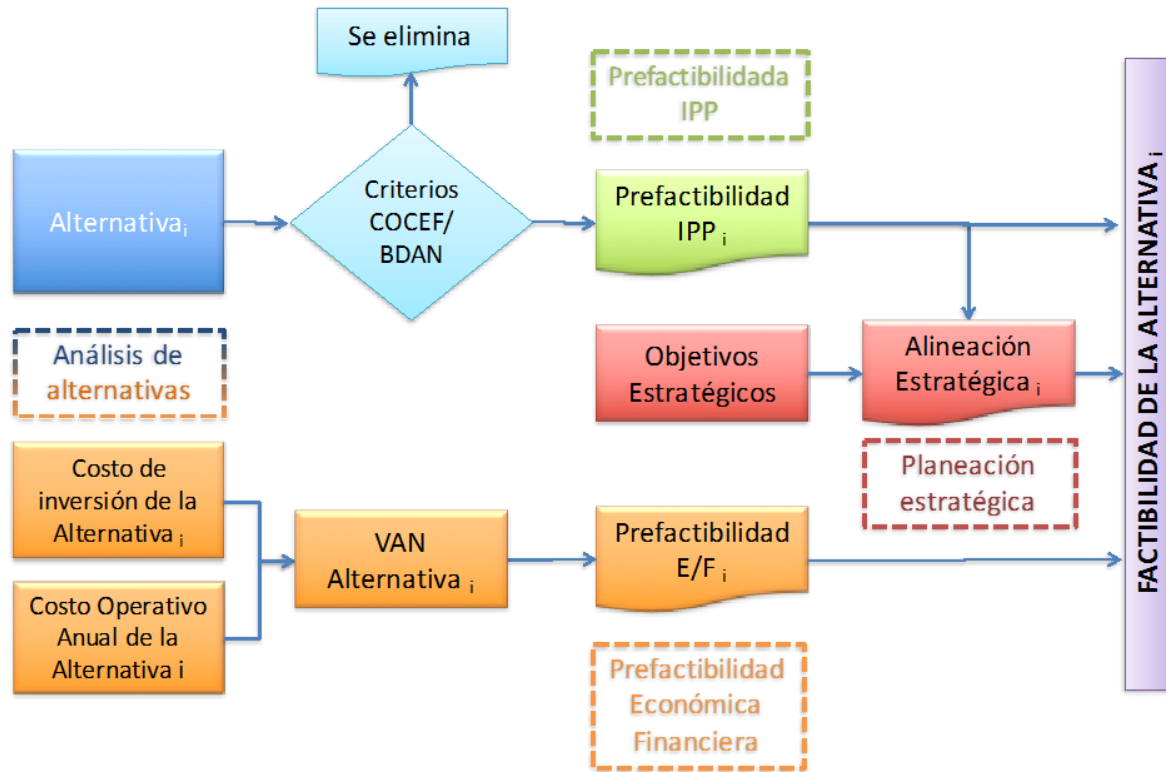 Se elimina
Prefactibilidada
IPP
Alternativa i
Criterios
COCEF/
BDAN
Prefactibilidad
IPP i
Análisis de
alternativas
Objetivos
Estratégicos
Alineación
Estratégica i
Planeación
estratégica
Costo de
inversión de la
Alternativa i
Costo Operativo
Anual de la
Alternativa i
VAN
Alternativa i
Prefactibilidad
E/F i
Prefactibilidad
Económica
Financiera
FACTIBILIDAD DE LA ALTERNATIVA i